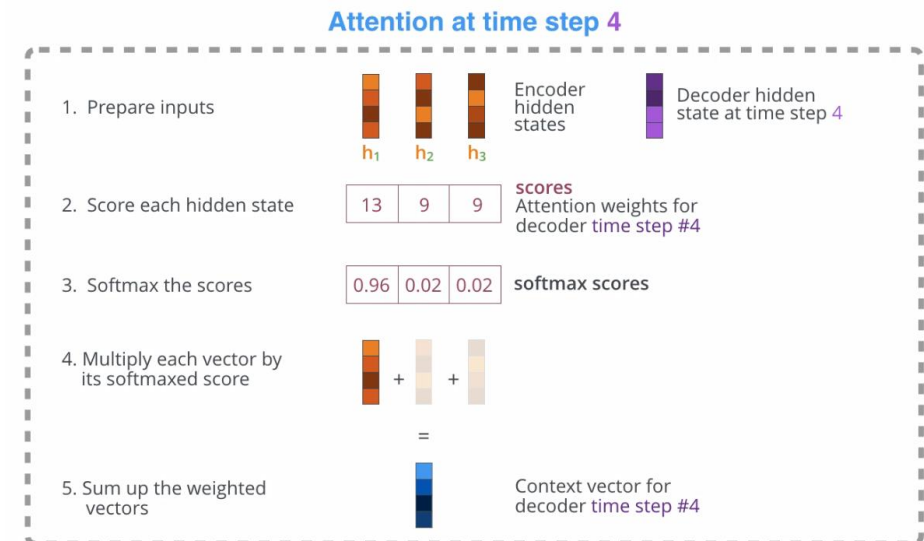 Attention at time step 4
1. Prepare inputs
Encoder
hidden
states
Decoder hidden
state at time step 4
h₁ h₂ h₃
2. Score each hidden state
13 9 9
scores
Attention weights for
decoder time step #4
3. Softmax the scores
0.96 0.02 0.02
softmax scores
4. Multiply each vector by
its softmaxed score
+ +
=
5. Sum up the weighted
vectors
Context vector for
decoder time step #4